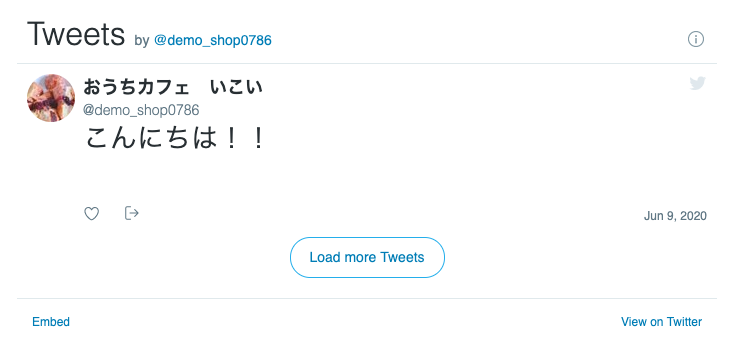 Tweets by @demo_shop0786
おうちカフェ　いこい
@demo_shop0786
こんにちは！！
Jun 9, 2020
Load more Tweets
Embed
View on Twitter